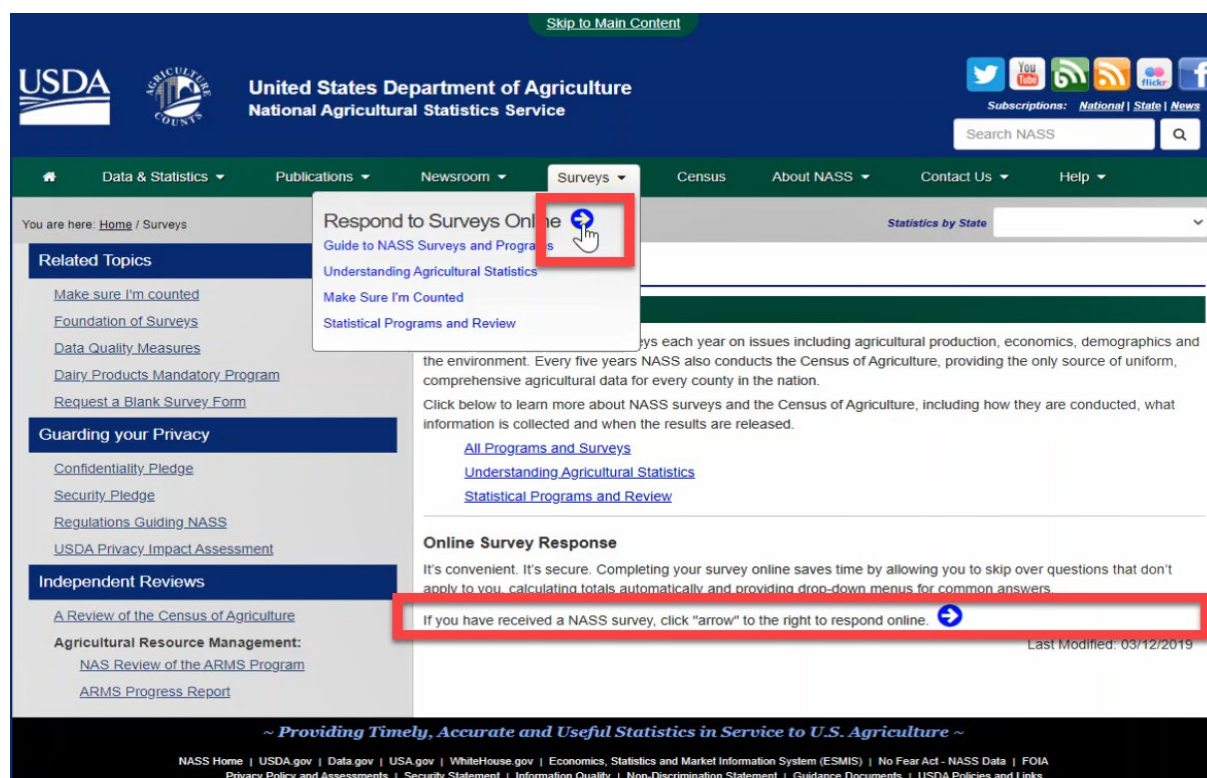 Skip to Main Content
USDA
AGRICULTURE
COUNTS
United States Department of Agriculture
National Agricultural Statistics Service
You Tube
flickr
f
Subscriptions: National | State | News
Search NASS
Data & Statistics
Publications
Newsroom
Surveys
Census
About NASS
Contact Us
Help
You are here: Home / Surveys
Statistics by State
Respond to Surveys Online
Guide to NASS Surveys and Programs
Understanding Agricultural Statistics
Make Sure I'm Counted
Statistical Programs and Review
Related Topics
Make sure I'm counted
Foundation of Surveys
Data Quality Measures
Dairy Products Mandatory Program
Request a Blank Survey Form
Guarding your Privacy
Confidentiality Pledge
Security Pledge
Regulations Guiding NASS
USDA Privacy Impact Assessment
Independent Reviews
A Review of the Census of Agriculture
Agricultural Resource Management:
NAS Review of the ARMS Program
ARMS Progress Report
each year on issues including agricultural production, economics, demographics and
the environment. Every five years NASS also conducts the Census of Agriculture, providing the only source of uniform,
comprehensive agricultural data for every county in the nation.
Click below to learn more about NASS surveys and the Census of Agriculture, including how they are conducted, what
information is collected and when the results are released.
All Programs and Surveys
Understanding Agricultural Statistics
Statistical Programs and Review
Online Survey Response
It's convenient. It's secure. Completing your survey online saves time by allowing you to skip over questions that don't
apply to you, calculating totals automatically and providing drop-down menus for common answers.
If you have received a NASS survey, click "arrow" to the right to respond online.
Last Modified: 03/12/2019
~ Providing Timely, Accurate and Useful Statistics in Service to U.S. Agriculture ~
NASS Home | USDA.gov | Data.gov | USA.gov | WhiteHouse.gov | Economics, Statistics and Market Information System (ESMIS) | No Fear Act - NASS Data | FOIA
Privacy Policy and Assessments | Security Statement | Information Quality | Non-Discrimination Statement | Guidance Documents | USDA Policies and Links